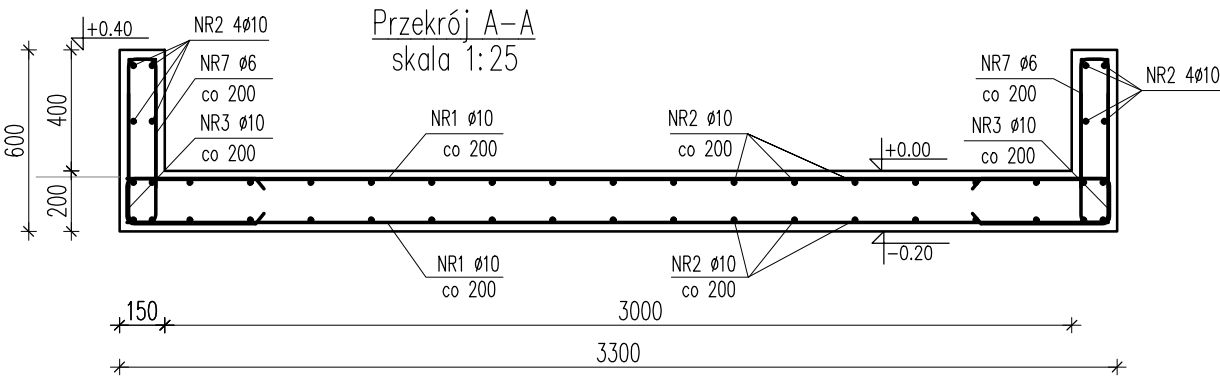 Przekrój A-A
skala 1:25
+0.40
NR2 4ø10
NR7 ø6
co 200
NR3 ø10
co 200
NR1 ø10
co 200
NR2 ø10
co 200
+0.00
NR7 ø6
co 200
NR3 ø10
co 200
NR2 4ø10
600
400
200
NR1 ø10
co 200
NR2 ø10
co 200
-0.20
150
3000
3300